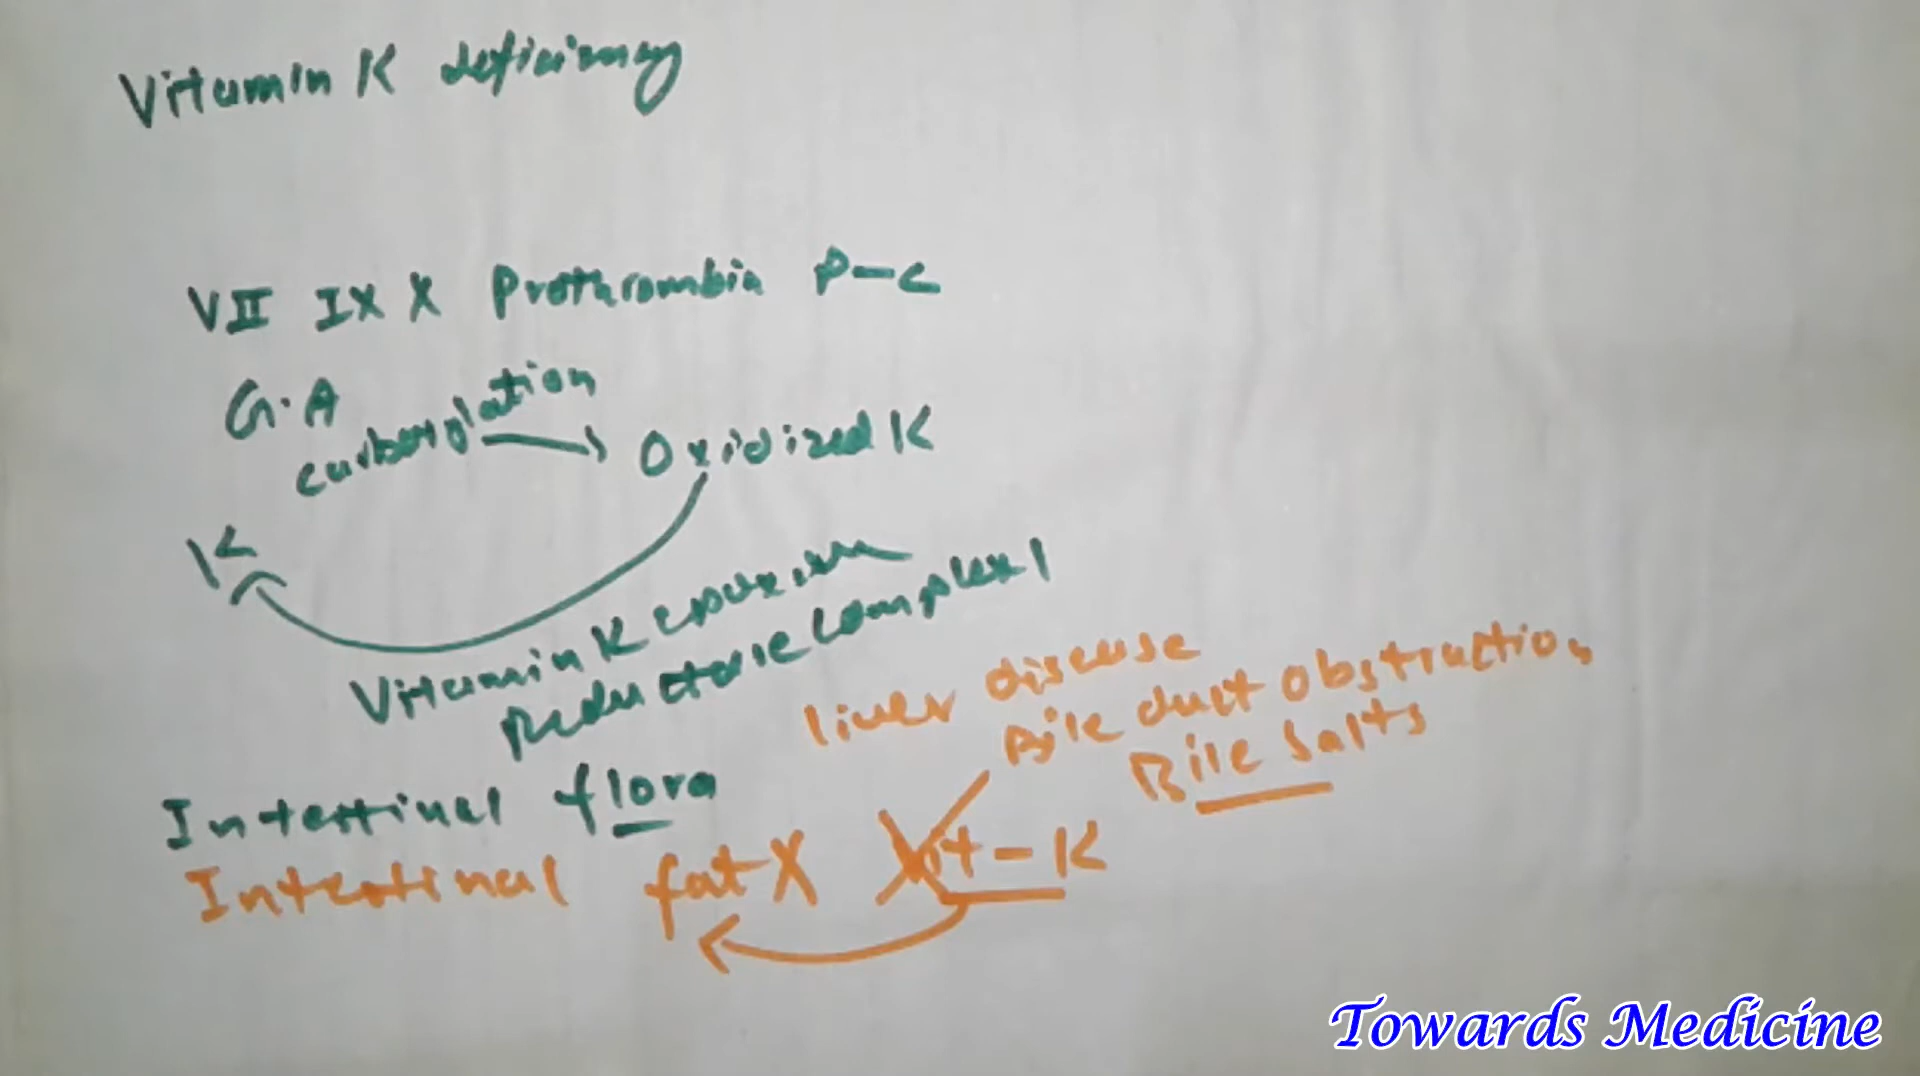 Vitamin K deficiency
VII IX X Prothrombin P-C
G.A
carboxylation → Oxidized K
K
Vitamin K epoxide
Reductase complex 1
liver disease
Bile duct obstruction
Bile Salts
Intestinal flora
Intestinal fat X Vit-K
Towards Medicine